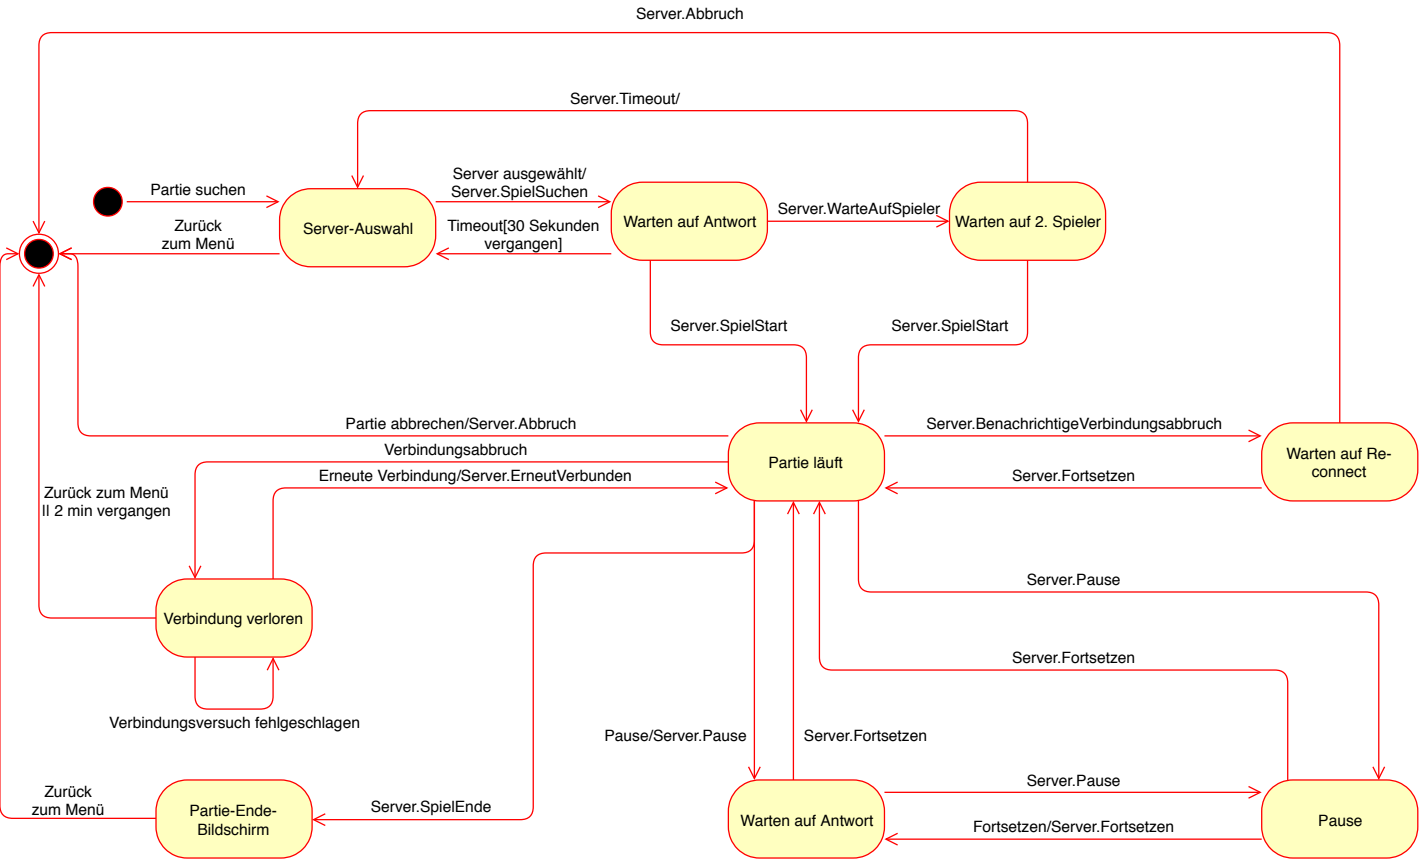 Server.Abbruch
Server.Timeout/
Partie suchen
Server ausgewählt/
Server.SpielSuchen
Server-Auswahl
Warten auf Antwort
Server.WarteAufSpieler
Warten auf 2. Spieler
Zurück
zum Menü
Timeout[30 Sekunden
vergangen]
Server.SpielStart
Server.SpielStart
Partie abbrechen/Server.Abbruch
Server.BenachrichtigeVerbindungsabbruch
Verbindungsabbruch
Partie läuft
Warten auf Re-
connect
Erneute Verbindung/Server.ErneutVerbunden
Server.Fortsetzen
Zurück zum Menü
II 2 min vergangen
Server.Pause
Verbindung verloren
Server.Fortsetzen
Verbindungsversuch fehlgeschlagen
Pause/Server.Pause
Server.Fortsetzen
Server.Pause
Zurück
zum Menü
Partie-Ende-
Bildschirm
Server.SpielEnde
Warten auf Antwort
Fortsetzen/Server.Fortsetzen
Pause